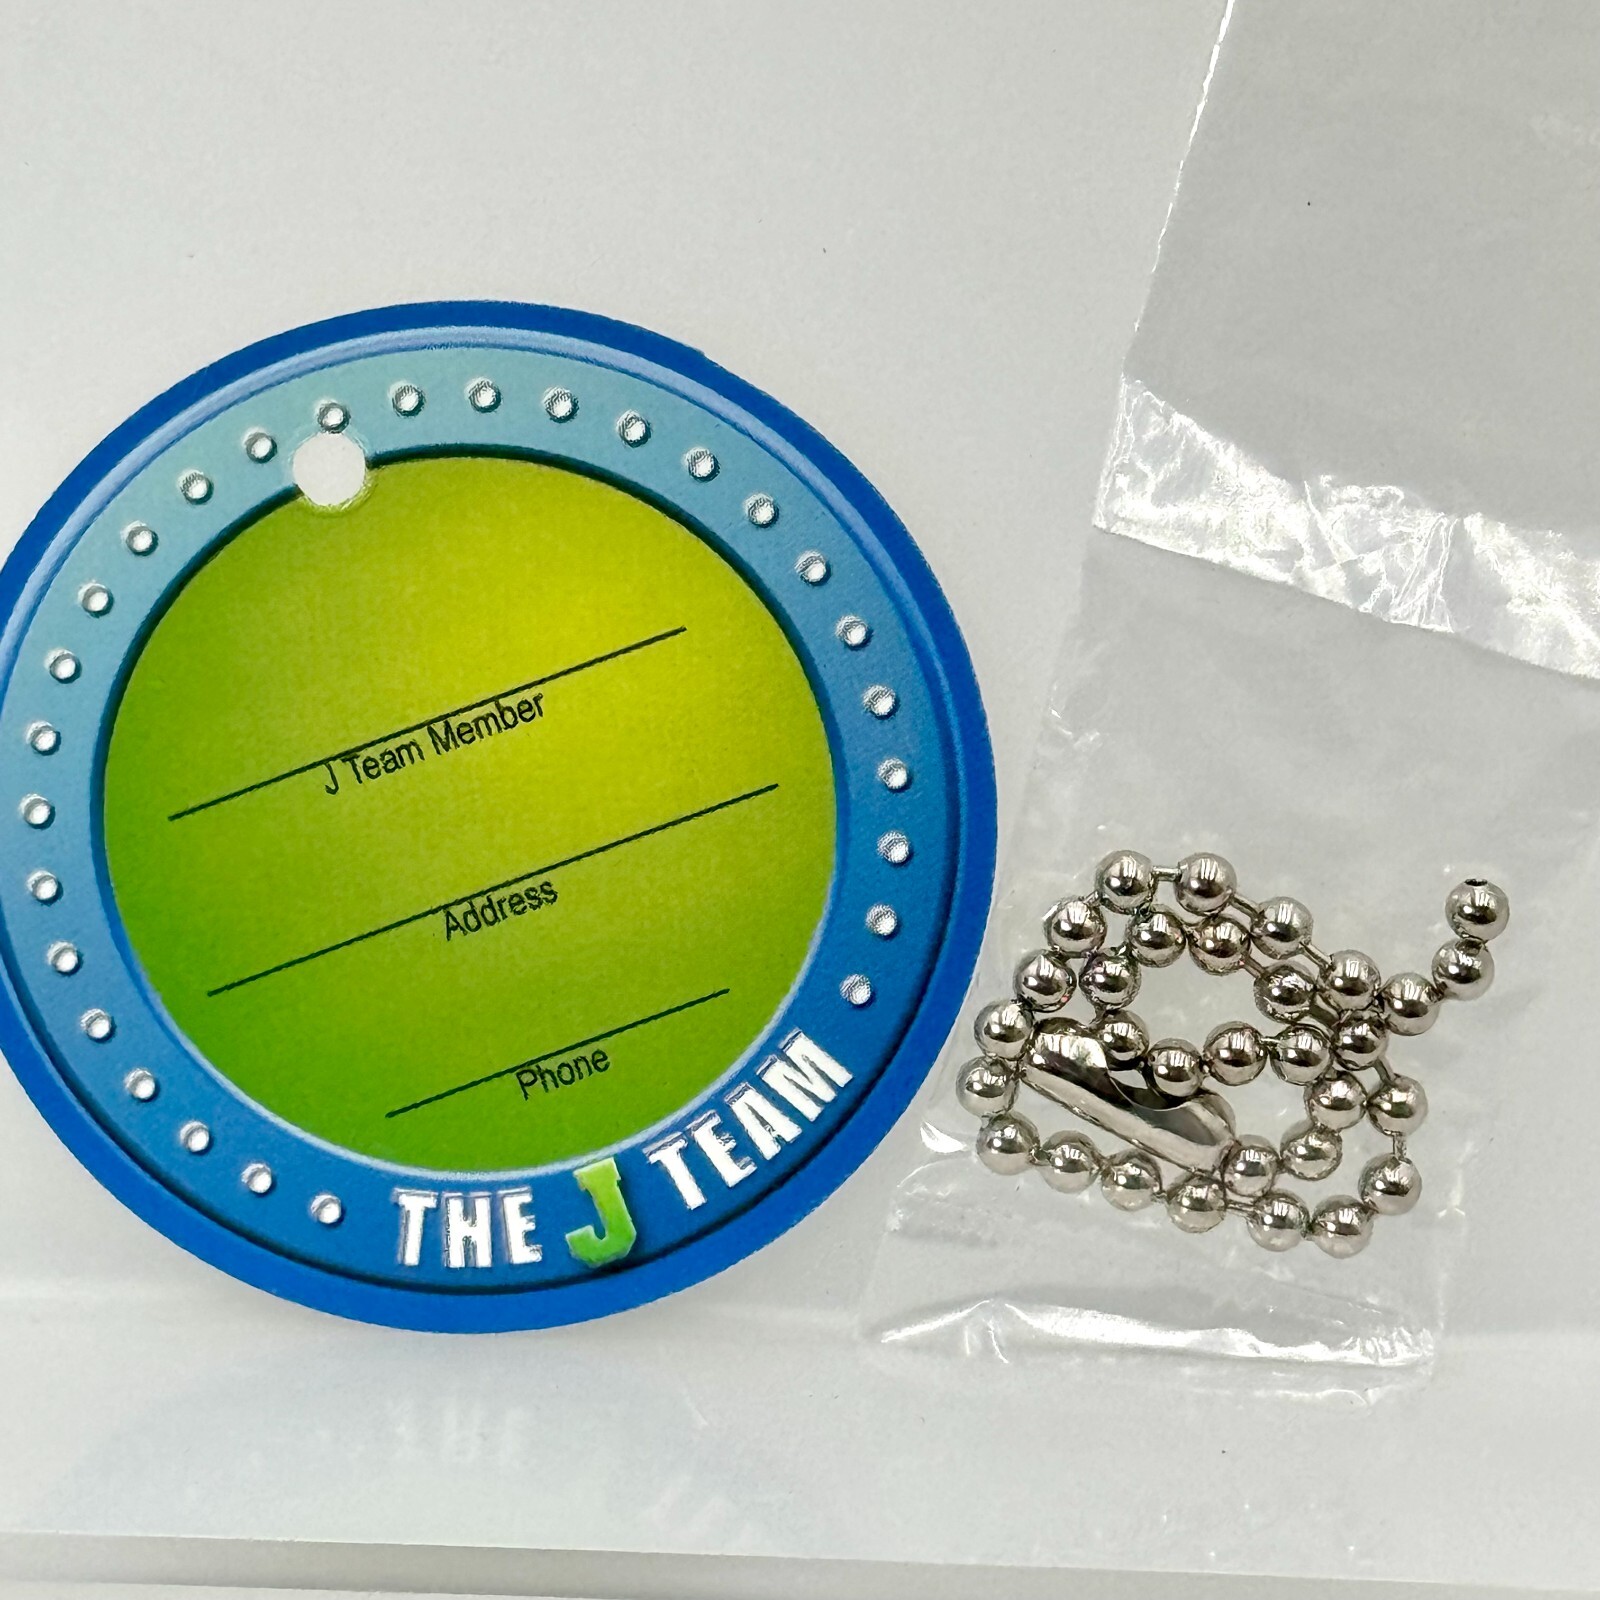 J Team Member
Address
Phone
THE J TEAM